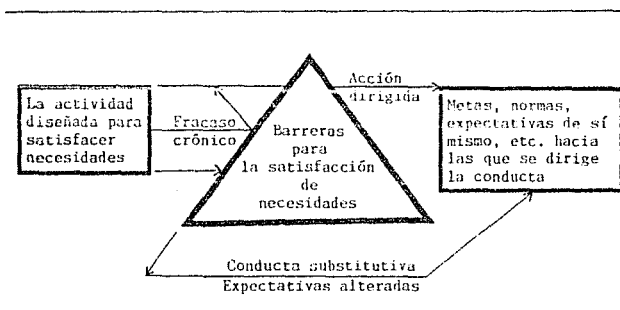 La actividad
diseñada para
satisfacer
necesidades
Fracaso
crônico
Barreras
para
la satisfacción
de
necesidades
Acción
dirigida
Metas, normas,
expectativas de sí
mismo, etc. hacia
las que se dirige
la conducta
Conducta substitutiva
Expectativas alteradas